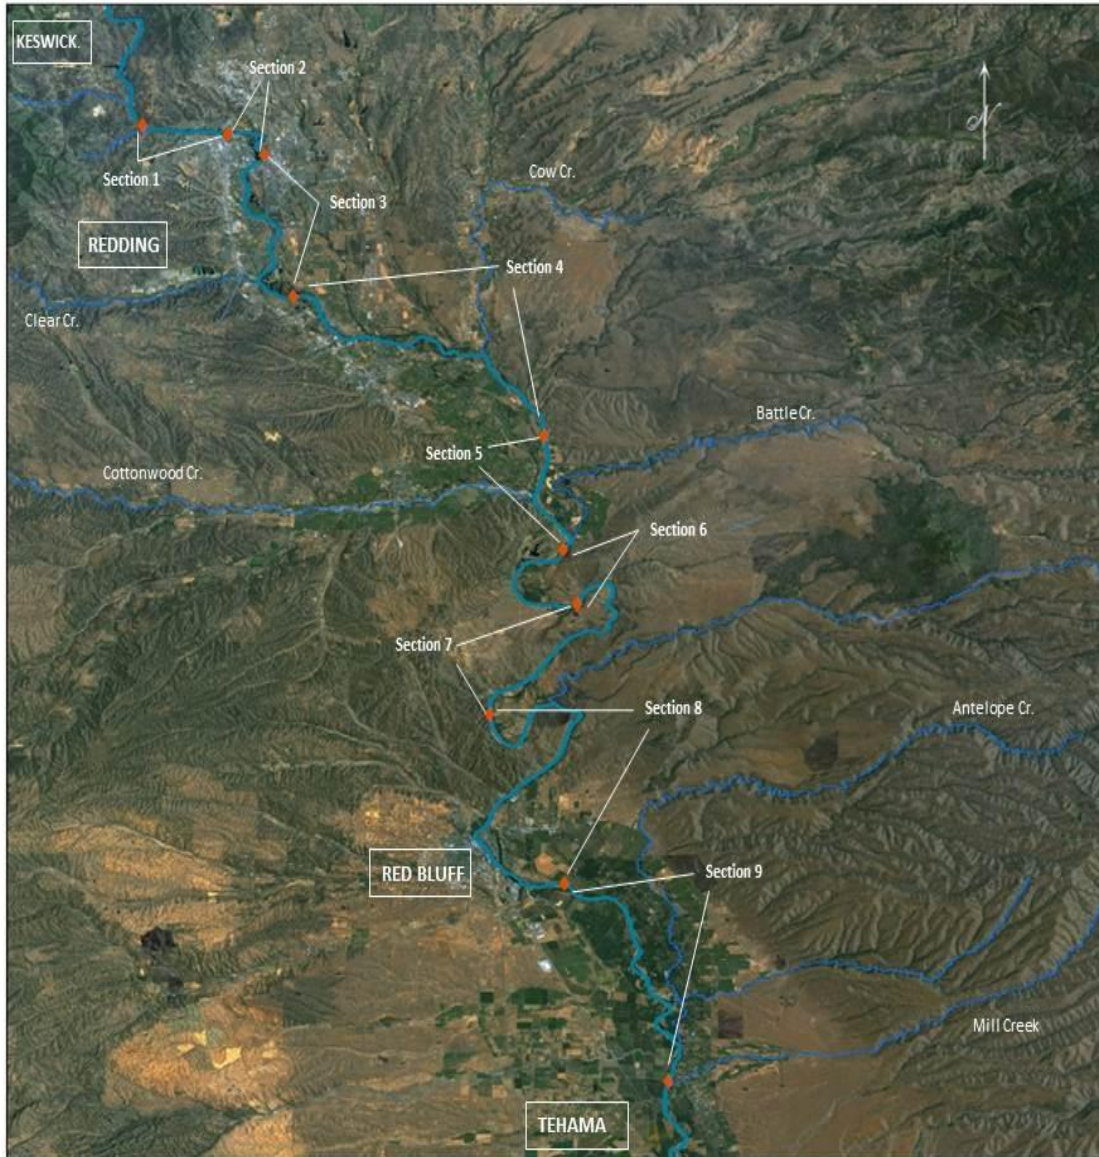 KESWICK.
Section 2
N
Section 1
Cow Cr.
Section 3
REDDING
Section 4
Clear Cr.
Battle Cr.
Section 5
Cottonwood Cr.
Section 6
Section 7
Section 8
Antelope Cr.
RED BLUFF
Section 9
Mill Creek
TEHAMA